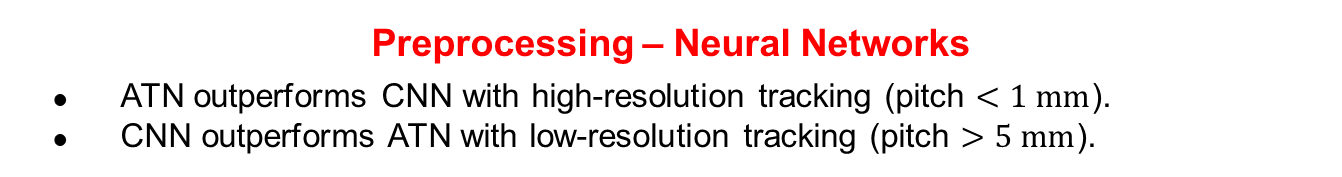 Preprocessing – Neural Networks
● ATN outperforms CNN with high-resolution tracking (pitch < 1 mm).
● CNN outperforms ATN with low-resolution tracking (pitch > 5 mm).